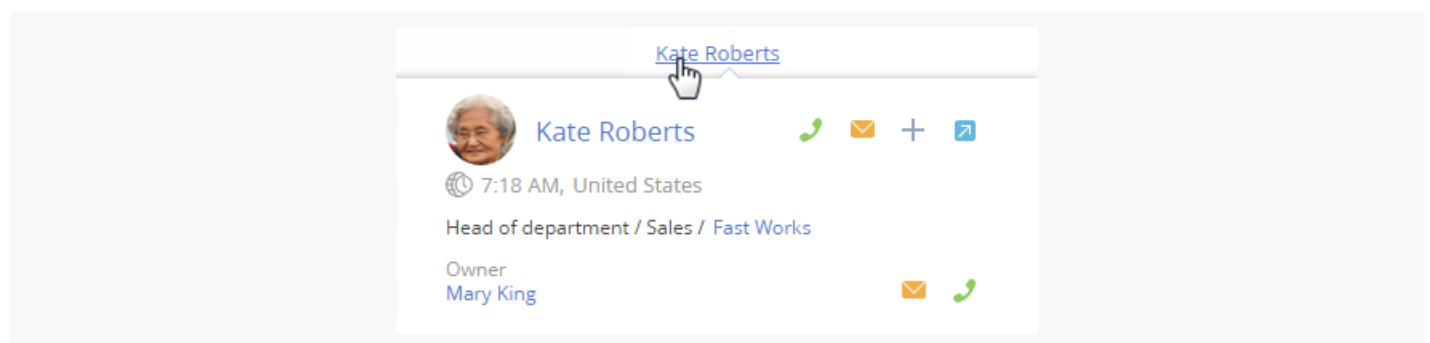 Kate Roberts
Kate Roberts
7:18 AM, United States
Head of department / Sales / Fast Works
Owner
Mary King